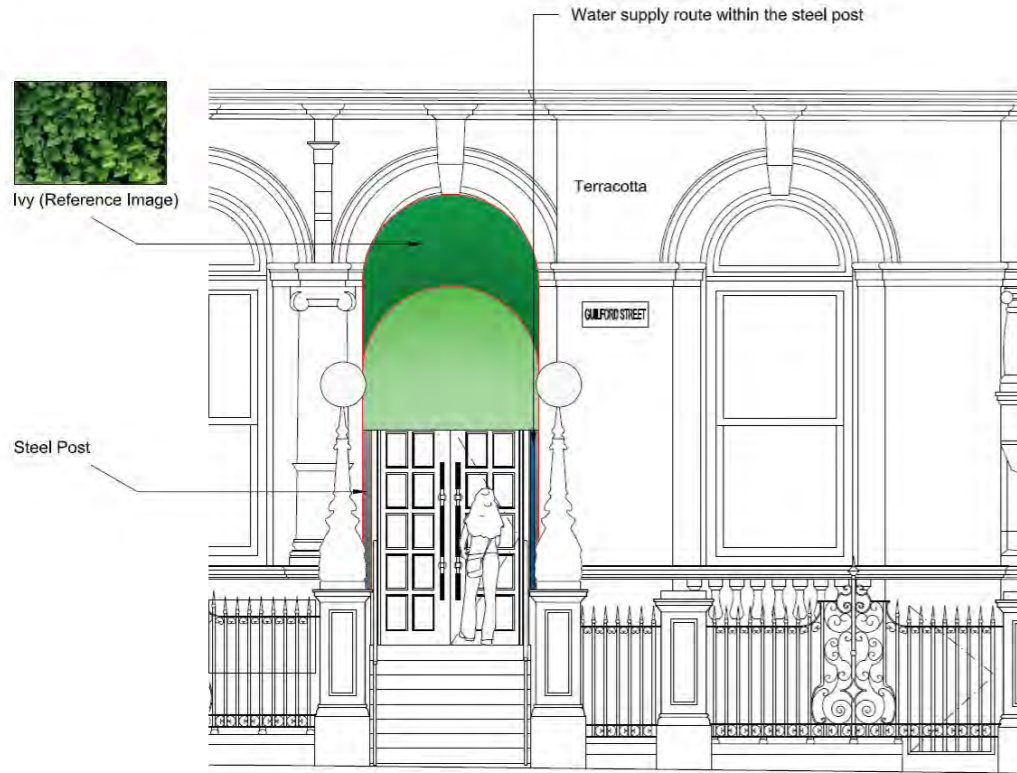 Water supply route within the steel post
Ivy (Reference Image)
Terracotta
GUILFORD STREET
Steel Post